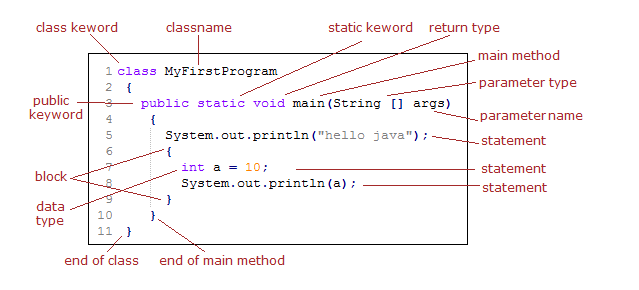 class keword
classname
static keword
return type
main method
parameter type
public
keyword
parameter name
statement
block
statement
data
type
statement
end of class
end of main method
1 class MyFirstProgram
2 {
3 public static void main(String [] args)
4 {
5 System.out.println("hello java");
6 {
7 int a = 10;
8 System.out.println(a);
9 }
10 }
11 }